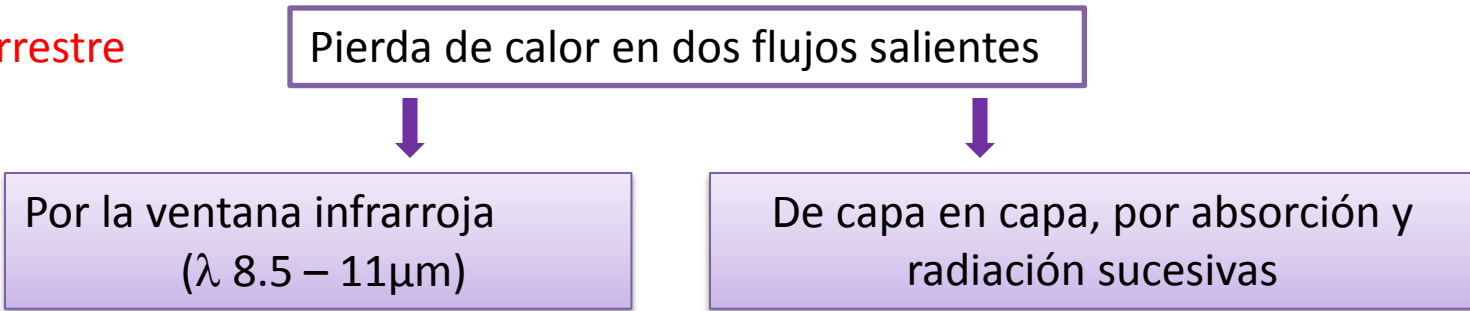 rrestre
Pierda de calor en dos flujos salientes
Por la ventana infrarroja
(λ 8.5 – 11μm)
De capa en capa, por absorción y
radiación sucesivas